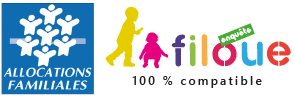 ALLOCATIONS
FAMILIALES
enquête
filoue
100 % compatible